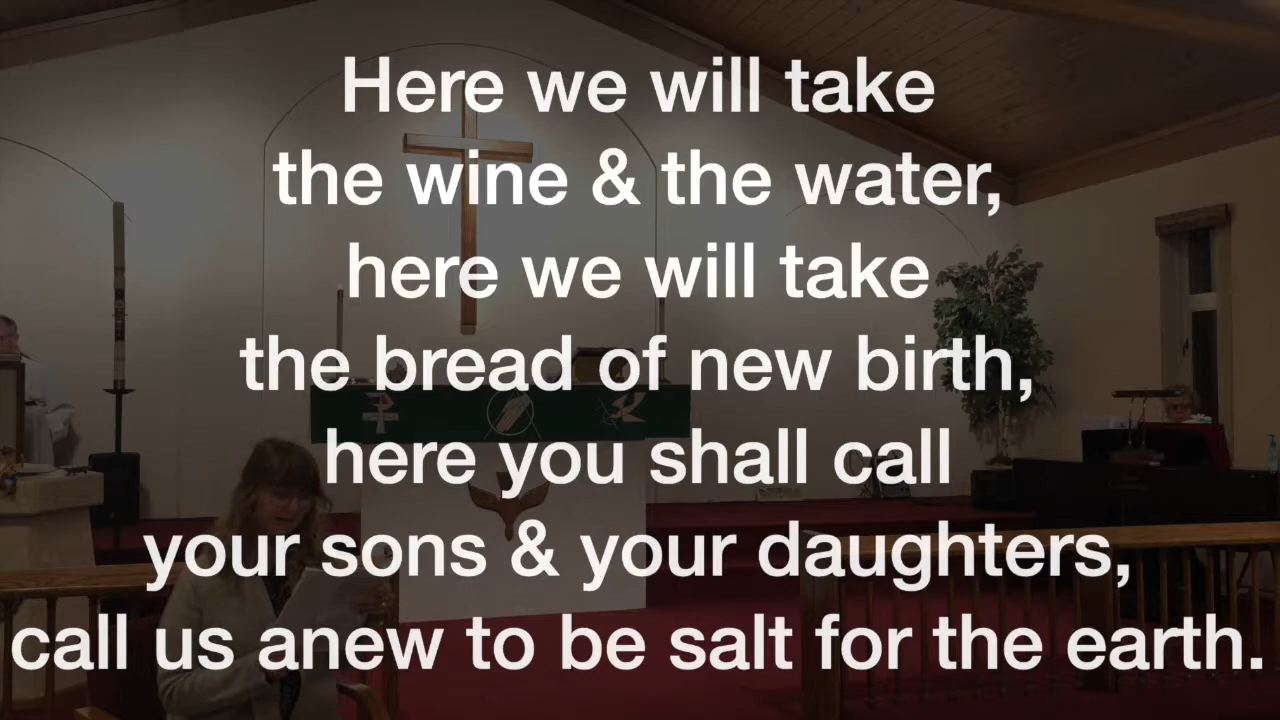 Here we will take
the wine & the water,
here we will take
the bread of new birth,
here you shall call
your sons & your daughters,
call us anew to be salt for the earth.